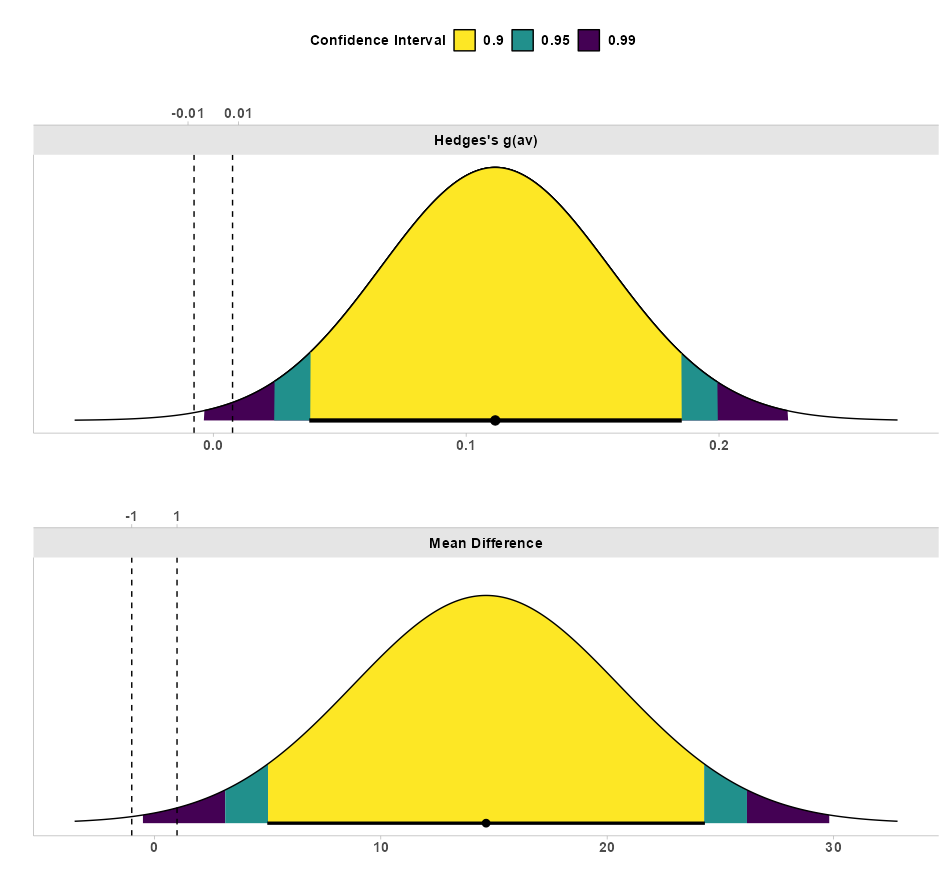 Confidence Interval 0.9 0.95 0.99
-0.01 0.01
Hedges's g(av)
0.0 0.1 0.2
-1 1
Mean Difference
0 10 20 30